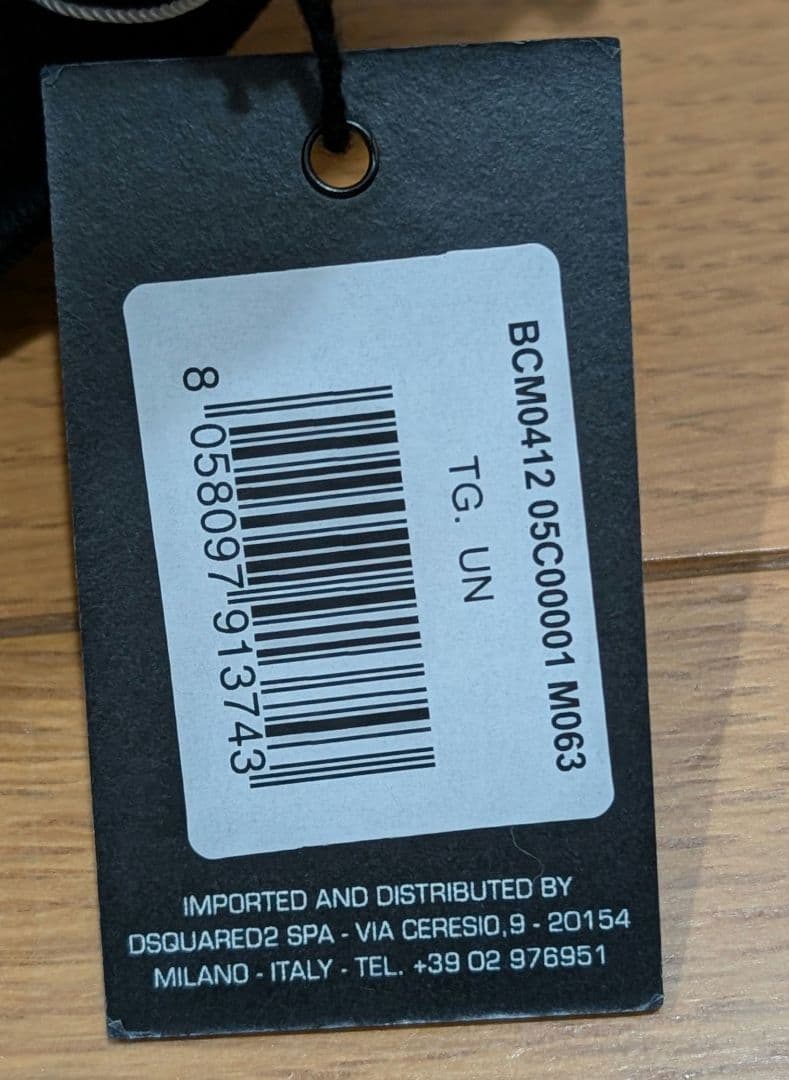 BCM0412 05C00001 M063
TG. UN
8 058097 913743
IMPORTED AND DISTRIBUTED BY
DSQUARED2 SPA - VIA CERESIO,9 - 20154
MILANO - ITALY - TEL. +39 02 976951